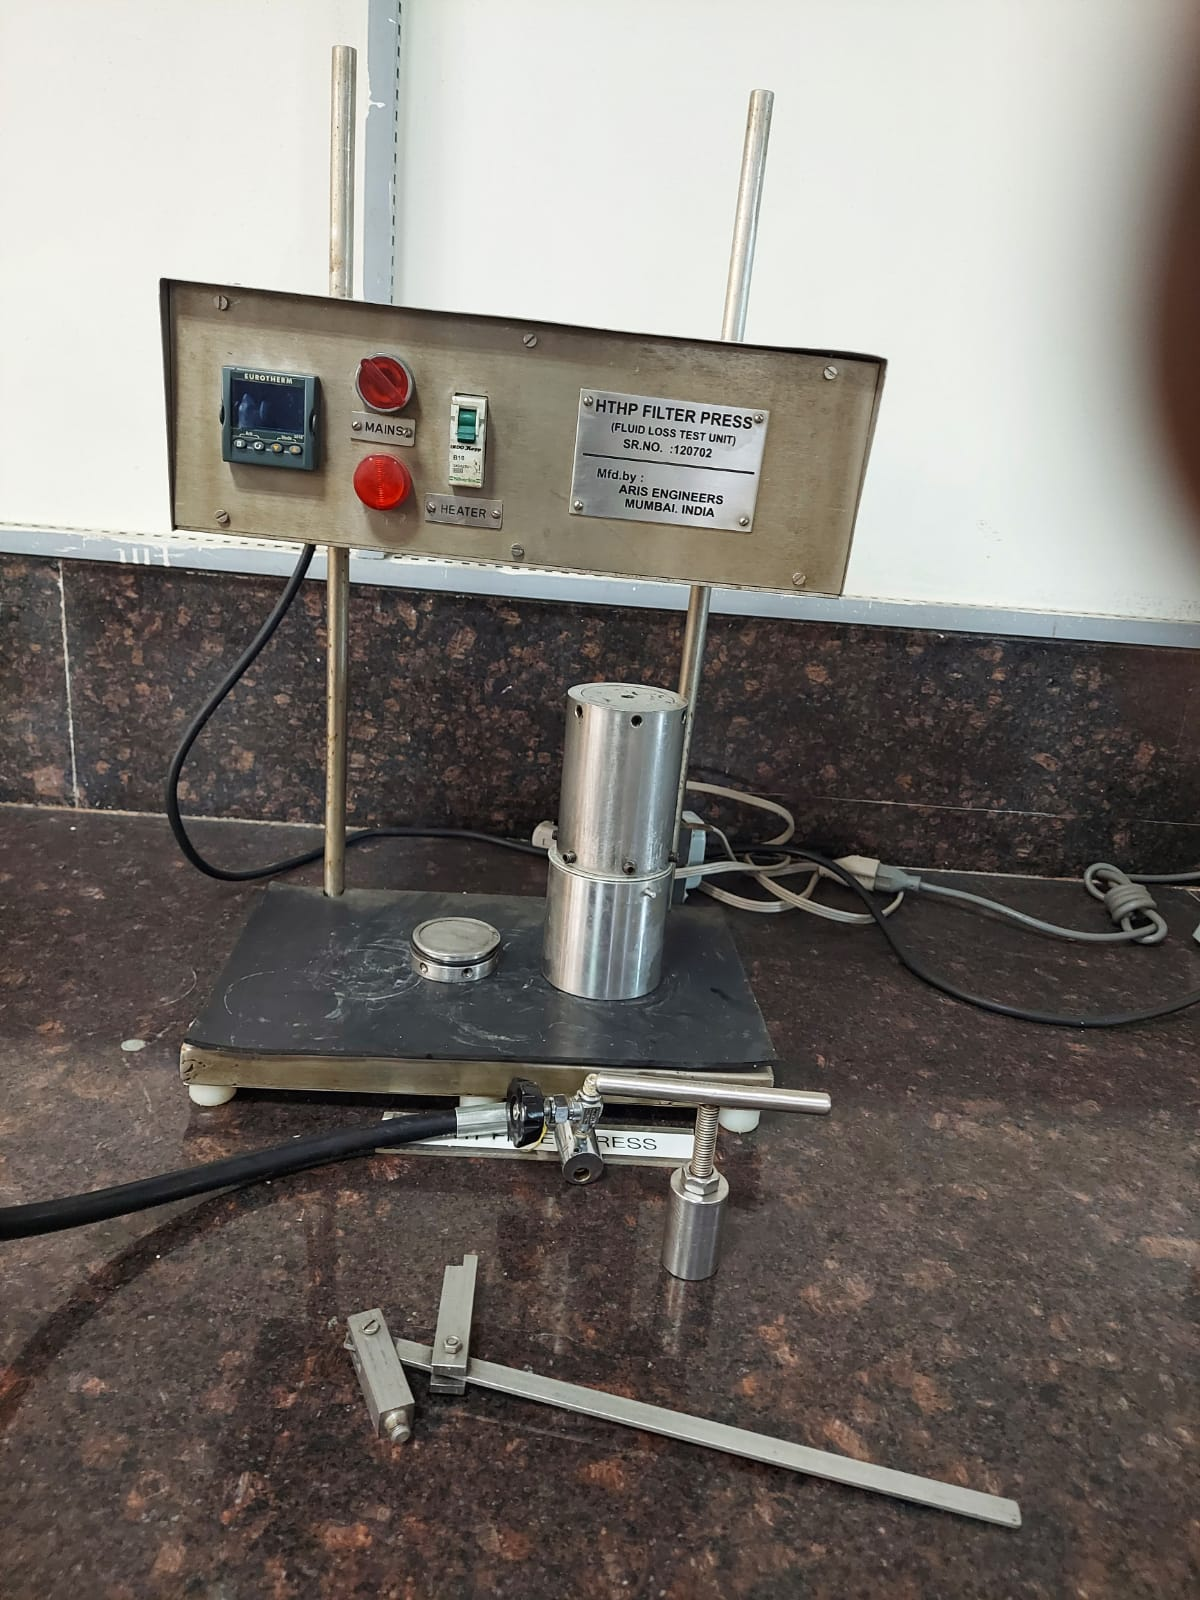 EUROTHERM
MAINS
B16
HEATER
HTHP FILTER PRESS
(FLUID LOSS TEST UNIT)
SR.NO. :120702
Mfd.by :
ARIS ENGINEERS
MUMBAI. INDIA
RESS